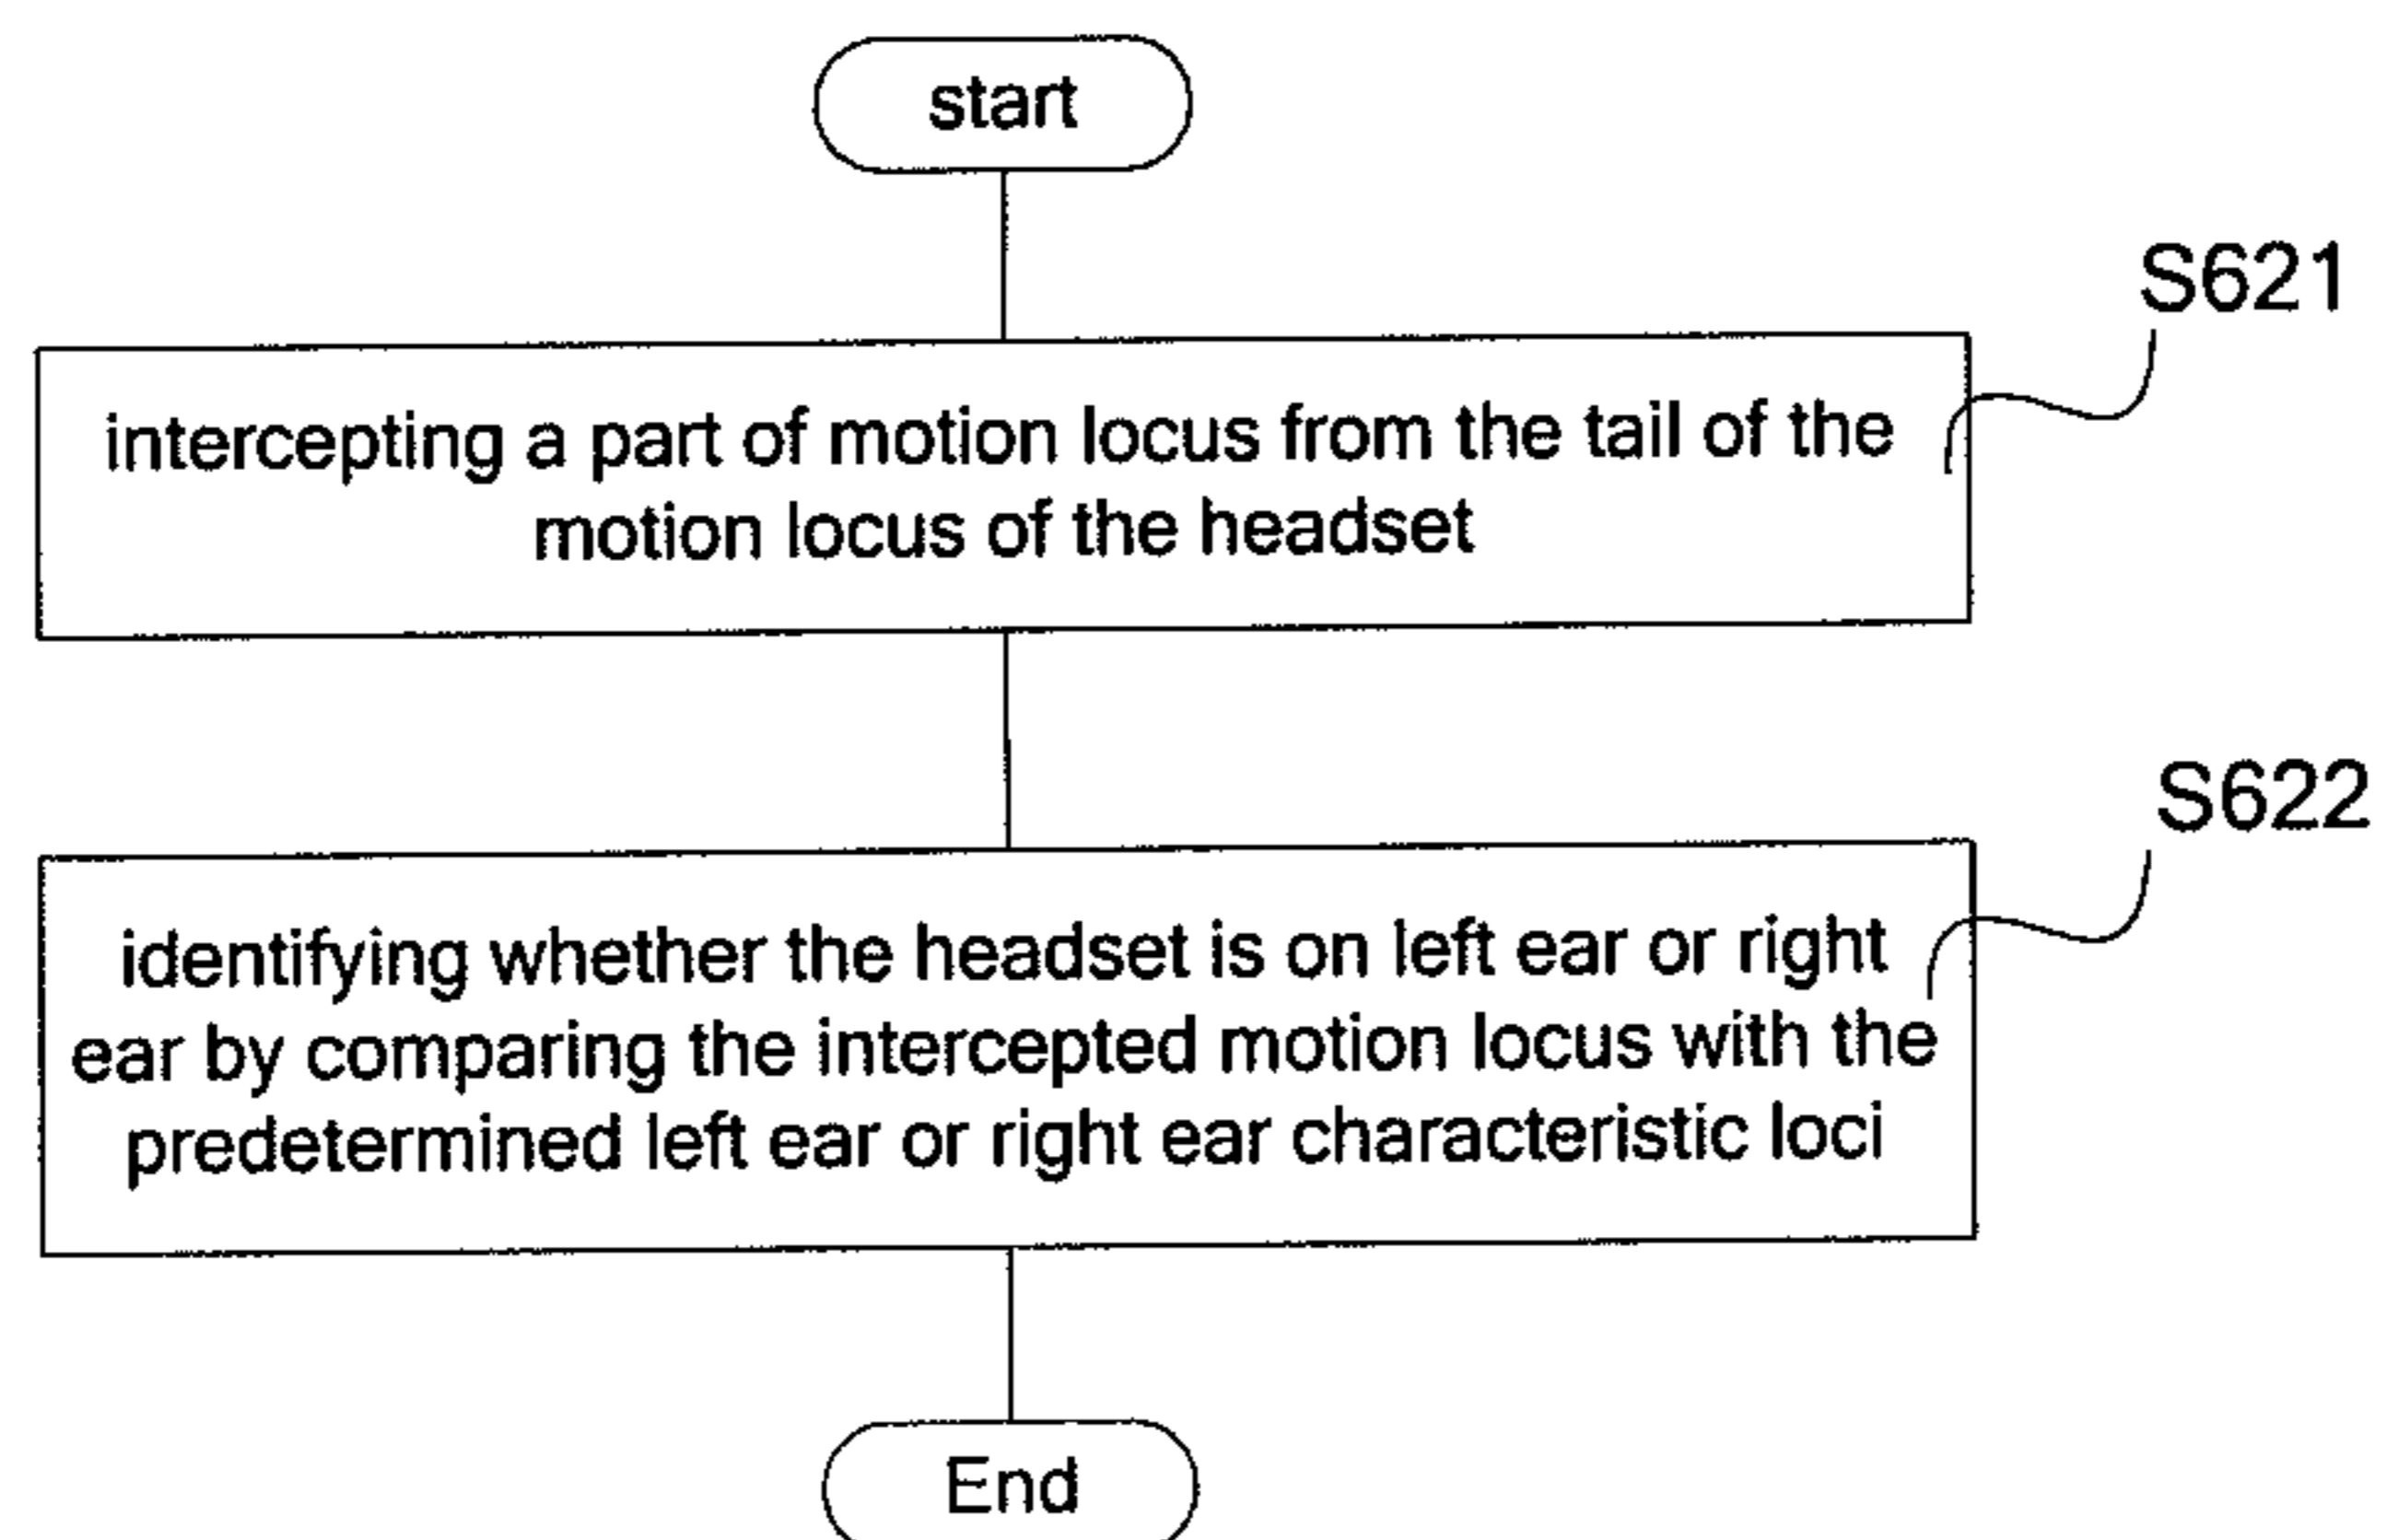 start
S621
intercepting a part of motion locus from the tail of the
motion locus of the headset
S622
identifying whether the headset is on left ear or right
ear by comparing the intercepted motion locus with the
predetermined left ear or right ear characteristic loci
End